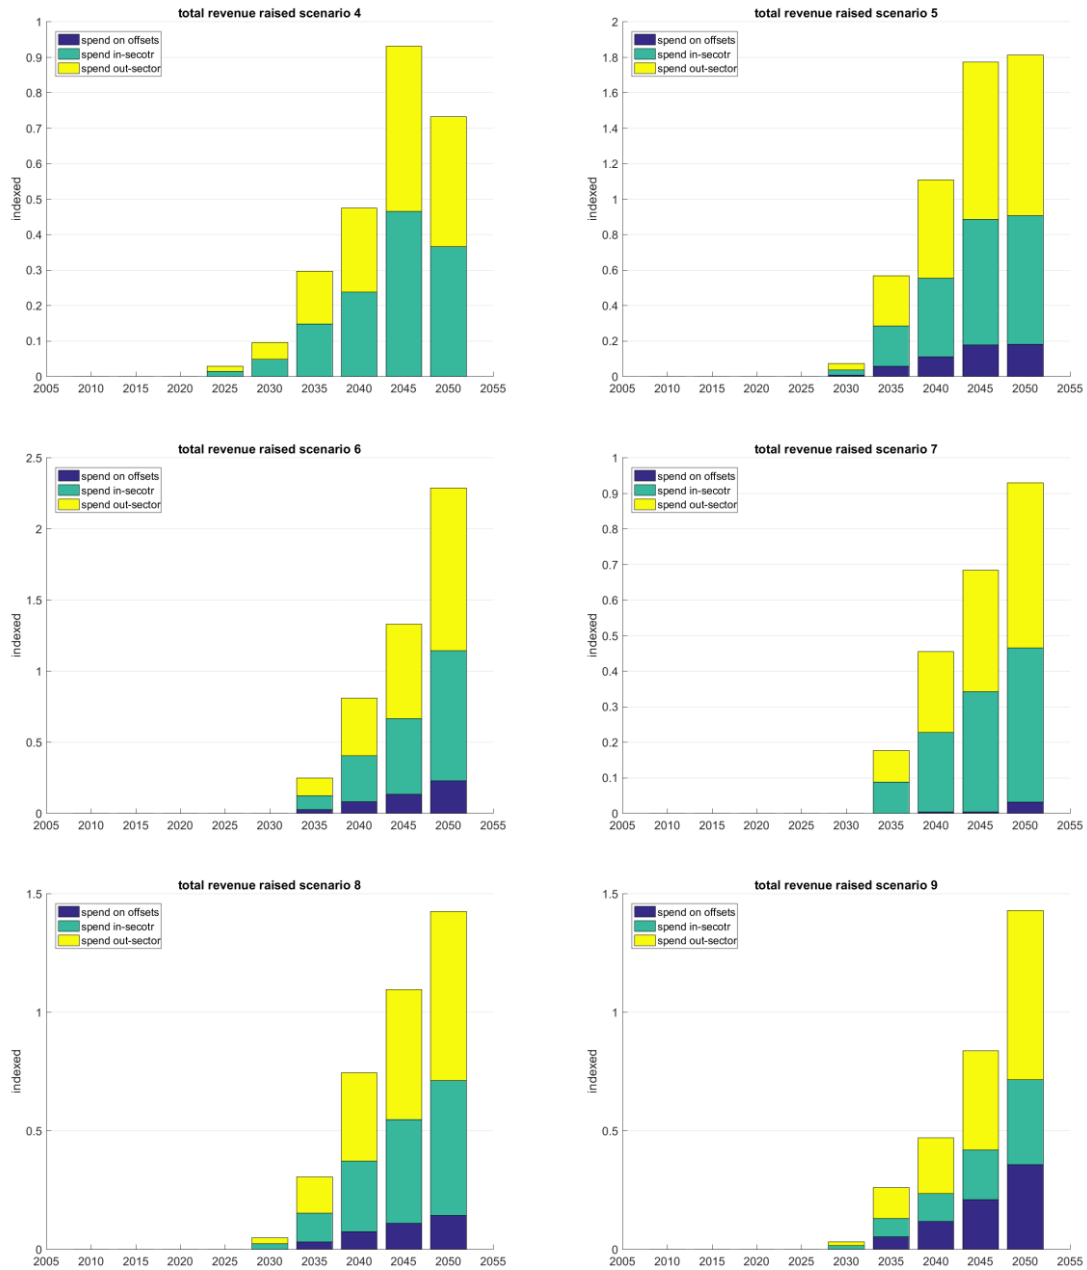 total revenue raised scenario 4
spend on offsets
spend in-secotr
spend out-sector
indexed
1
0.9
0.8
0.7
0.6
0.5
0.4
0.3
0.2
0.1
0
2005 2010 2015 2020 2025 2030 2035 2040 2045 2050 2055
total revenue raised scenario 5
spend on offsets
spend in-secotr
spend out-sector
indexed
2
1.8
1.6
1.4
1.2
1
0.8
0.6
0.4
0.2
0
2005 2010 2015 2020 2025 2030 2035 2040 2045 2050 2055
total revenue raised scenario 6
spend on offsets
spend in-secotr
spend out-sector
indexed
2.5
2
1.5
1
0.5
0
2005 2010 2015 2020 2025 2030 2035 2040 2045 2050 2055
total revenue raised scenario 7
spend on offsets
spend in-secotr
spend out-sector
indexed
1
0.9
0.8
0.7
0.6
0.5
0.4
0.3
0.2
0.1
0
2005 2010 2015 2020 2025 2030 2035 2040 2045 2050 2055
total revenue raised scenario 8
spend on offsets
spend in-secotr
spend out-sector
indexed
1.5
1
0.5
0
2005 2010 2015 2020 2025 2030 2035 2040 2045 2050 2055
total revenue raised scenario 9
spend on offsets
spend in-secotr
spend out-sector
indexed
1.5
1
0.5
0
2005 2010 2015 2020 2025 2030 2035 2040 2045 2050 2055